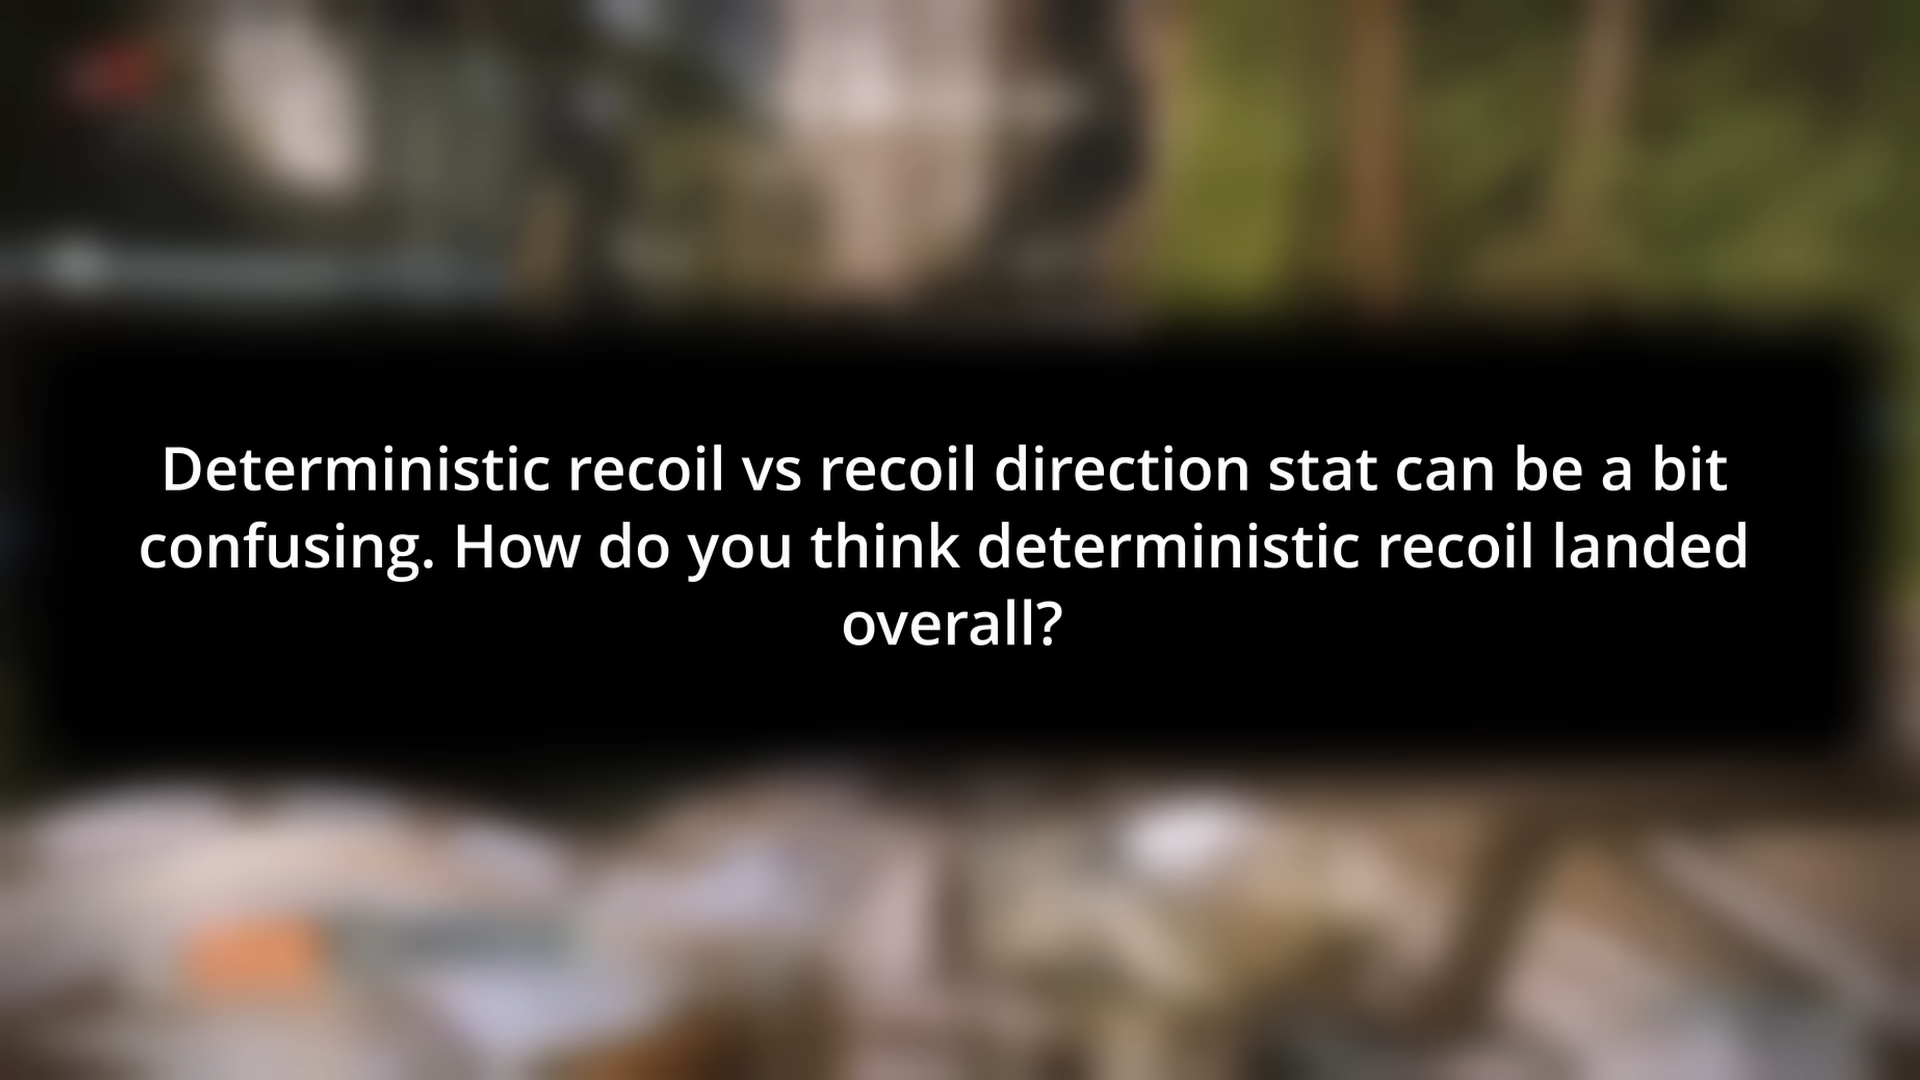 Deterministic recoil vs recoil direction stat can be a bit
confusing. How do you think deterministic recoil landed
overall?